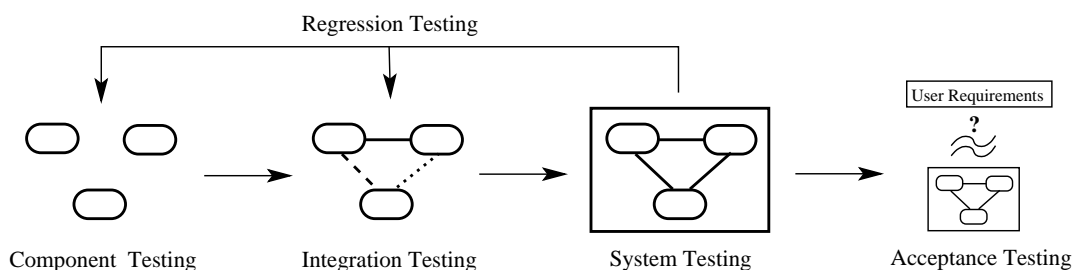 Regression Testing
User Requirements
?
Component Testing
Integration Testing
System Testing
Acceptance Testing